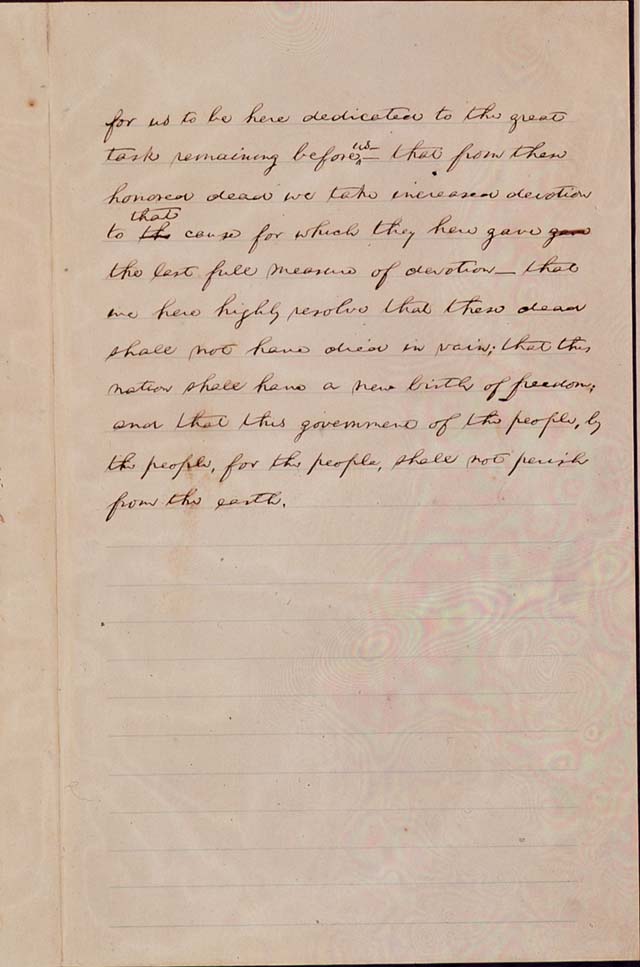 for us to be here dedicated to the great
task remaining before us — that from these
honored dead we take increased devotion
to the that cause for which they here gave gave
the last full measure of devotion — that
we here highly resolve that these dead
shall not have died in vain; that this
nation shall have a new birth of freedom;
and that this government of the people, by
the people, for the people, shall not perish
from the earth.